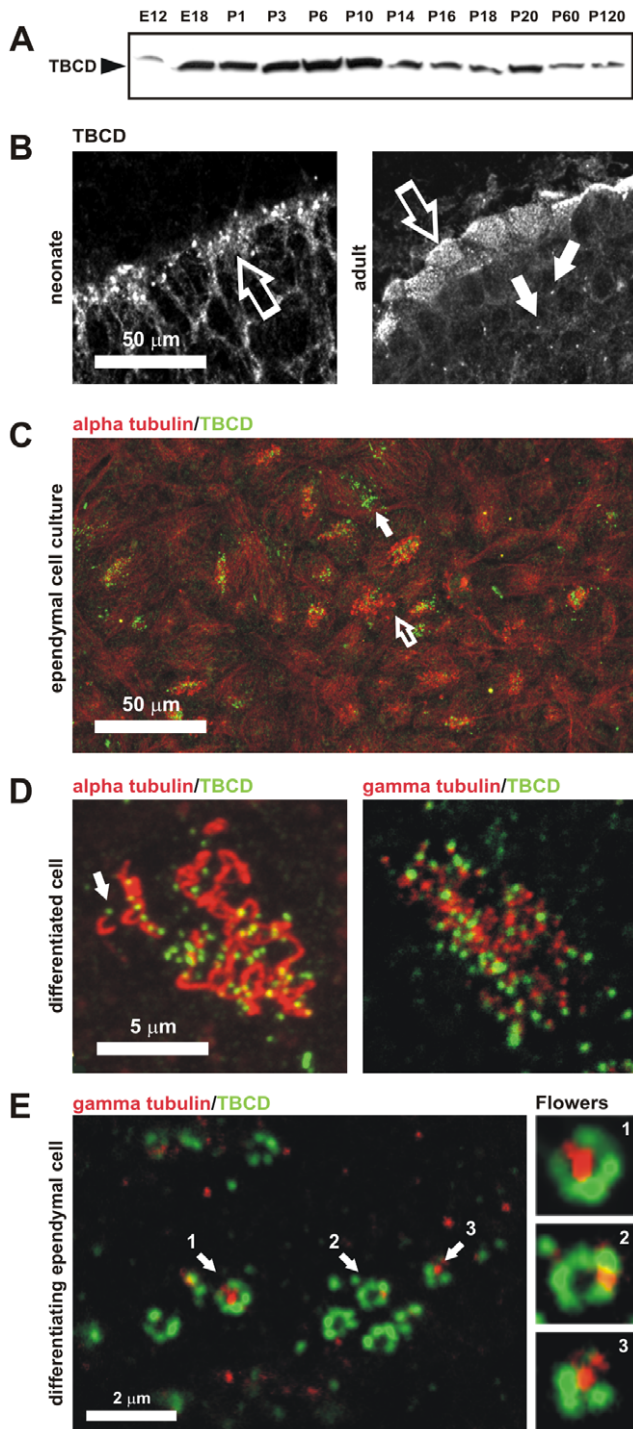 A
E12 E18 P1 P3 P6 P10 P14 P16 P18 P20 P60 P120
TBCD
B
TBCD
neonate
50 μm
adult
C
alpha tubulin/TBCD
ependymal cell culture
50 μm
D
alpha tubulin/TBCD
gamma tubulin/TBCD
differentiated cell
5 μm
E
gamma tubulin/TBCD
Flowers
differentiating ependymal cell
1
2
3
2 μm
1
2
3